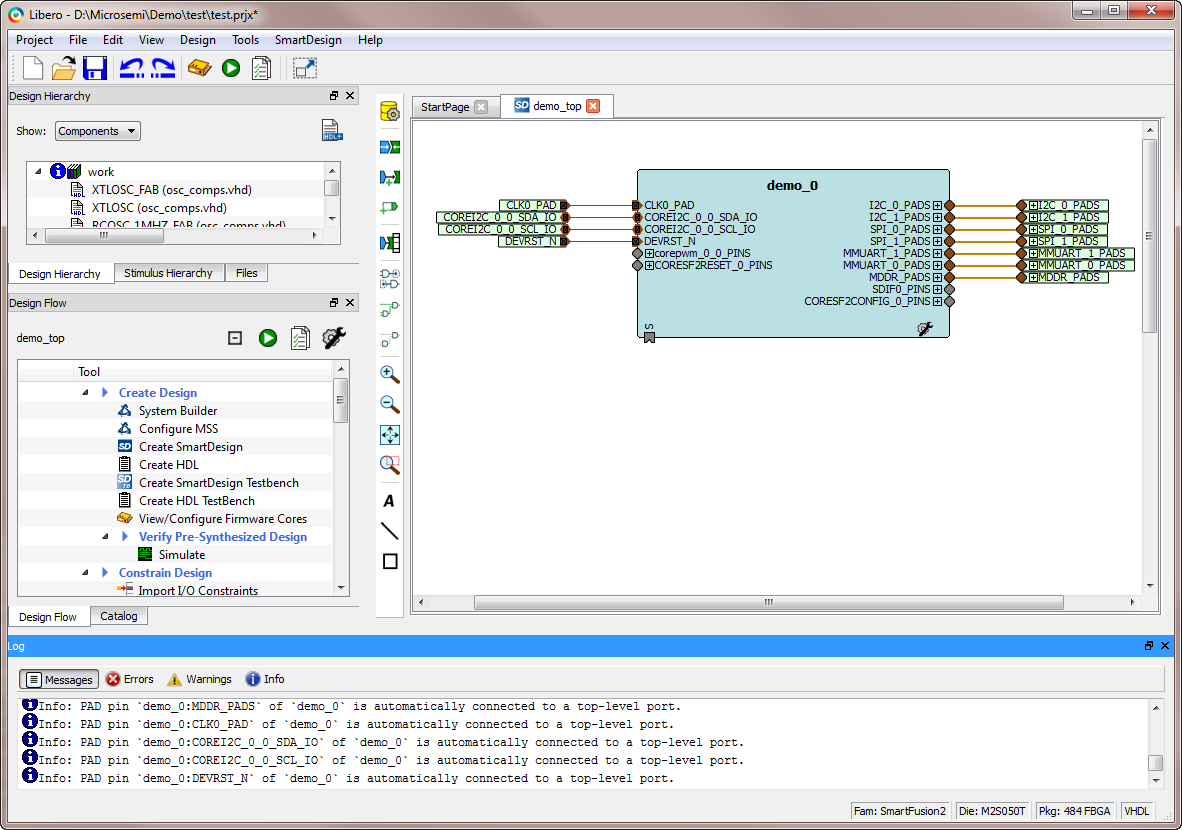 Libero - D:\Microsemi\Demo\test\test.prjx*
Project File Edit View Design Tools SmartDesign Help
Design Hierarchy
Show: Components
HDL+
work
XTLOSC_FAB (osc_comps.vhd)
XTLOSC (osc_comps.vhd)
RCOSC_1MHZ_FAB (osc_comps.vhd)
Design Hierarchy Stimulus Hierarchy Files
Design Flow
demo_top
Tool
Create Design
System Builder
Configure MSS
Create SmartDesign
Create HDL
Create SmartDesign Testbench
Create HDL TestBench
View/Configure Firmware Cores
Verify Pre-Synthesized Design
Simulate
Constrain Design
Import I/O Constraints
Design Flow Catalog
A
StartPage SD demo_top
demo_0
CLK0_PAD
COREI2C_0_0_SDA_IO
COREI2C_0_0_SCL_IO
DEVRST_N
CLK0_PAD
COREI2C_0_0_SDA_IO
COREI2C_0_0_SCL_IO
DEVRST_N
corepwm_0_0_PINS
CORESF2RESET_0_PINS
S
I2C_0_PADS
I2C_1_PADS
SPI_0_PADS
SPI_1_PADS
MMUART_1_PADS
MMUART_0_PADS
MDDR_PADS
SDIF0_PINS
CORESF2CONFIG_0_PINS
I2C_0_PADS
I2C_1_PADS
SPI_0_PADS
SPI_1_PADS
MMUART_1_PADS
MMUART_0_PADS
MDDR_PADS
Log
Messages Errors Warnings Info
Info: PAD pin `demo_0:MDDR_PADS` of `demo_0` is automatically connected to a top-level port.
Info: PAD pin `demo_0:CLK0_PAD` of `demo_0` is automatically connected to a top-level port.
Info: PAD pin `demo_0:COREI2C_0_0_SDA_IO` of `demo_0` is automatically connected to a top-level port.
Info: PAD pin `demo_0:COREI2C_0_0_SCL_IO` of `demo_0` is automatically connected to a top-level port.
Info: PAD pin `demo_0:DEVRST_N` of `demo_0` is automatically connected to a top-level port.
Fam: SmartFusion2 Die: M2S050T Pkg: 484 FBGA VHDL